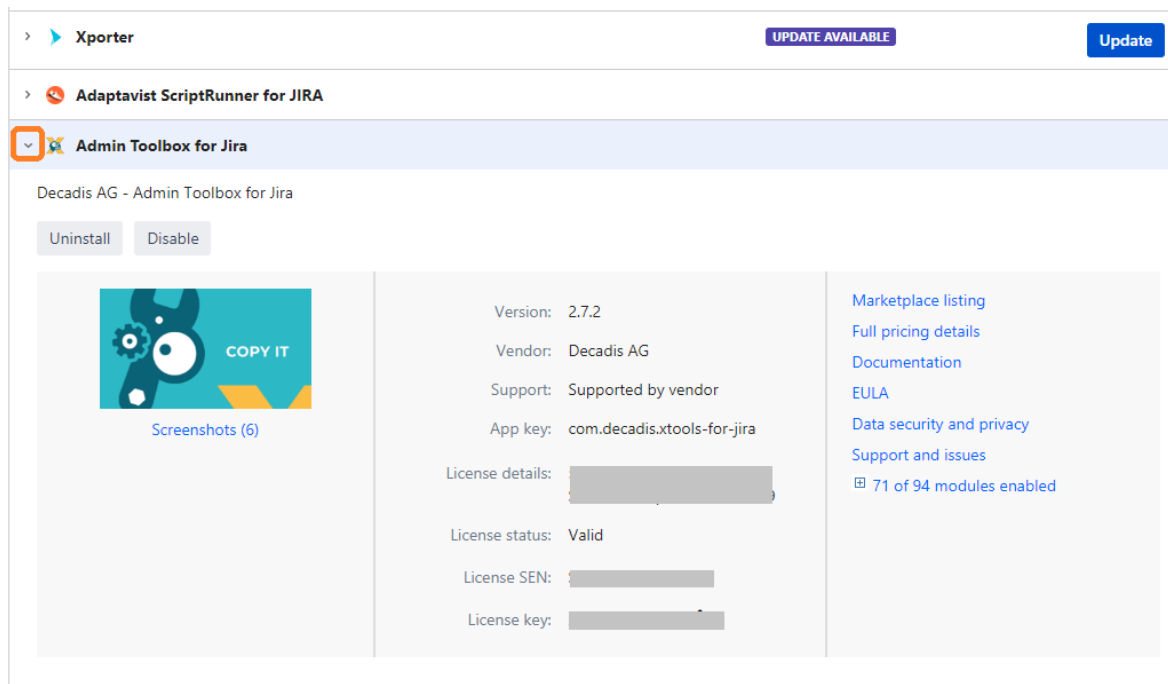 Xporter UPDATE AVAILABLE Update
Adaptavist ScriptRunner for JIRA
Admin Toolbox for Jira
Decadis AG - Admin Toolbox for Jira
Uninstall Disable
COPY IT
Screenshots (6)
Version: 2.7.2
Vendor: Decadis AG
Support: Supported by vendor
App key: com.decadis.xtools-for-jira
License details:
License status: Valid
License SEN:
License key:
Marketplace listing
Full pricing details
Documentation
EULA
Data security and privacy
Support and issues
71 of 94 modules enabled